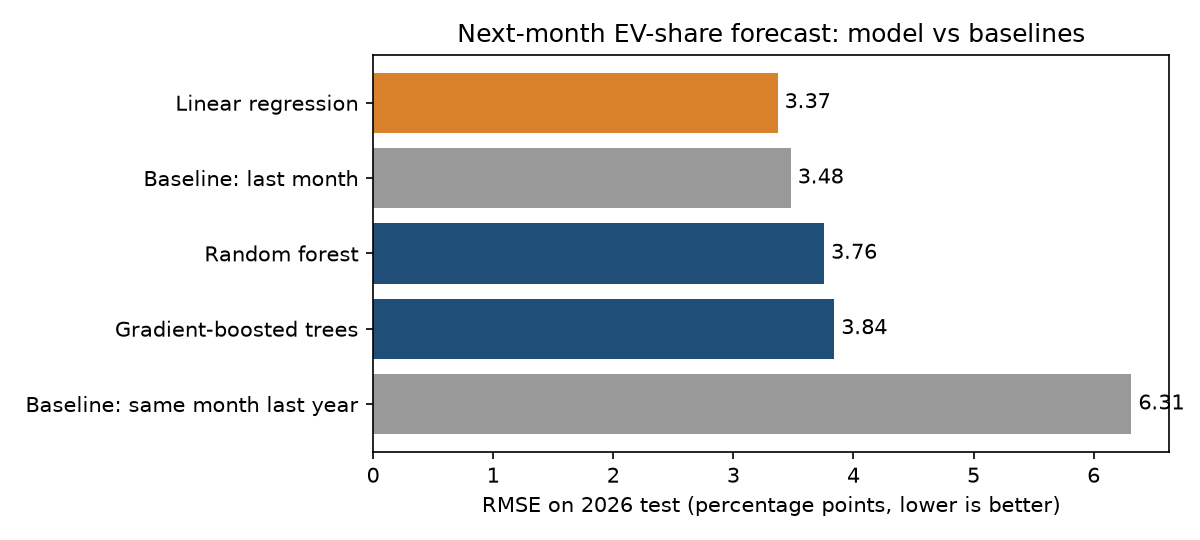 Next-month EV-share forecast: model vs baselines
Linear regression 3.37
Baseline: last month 3.48
Random forest 3.76
Gradient-boosted trees 3.84
Baseline: same month last year 6.31
0 1 2 3 4 5 6
RMSE on 2026 test (percentage points, lower is better)